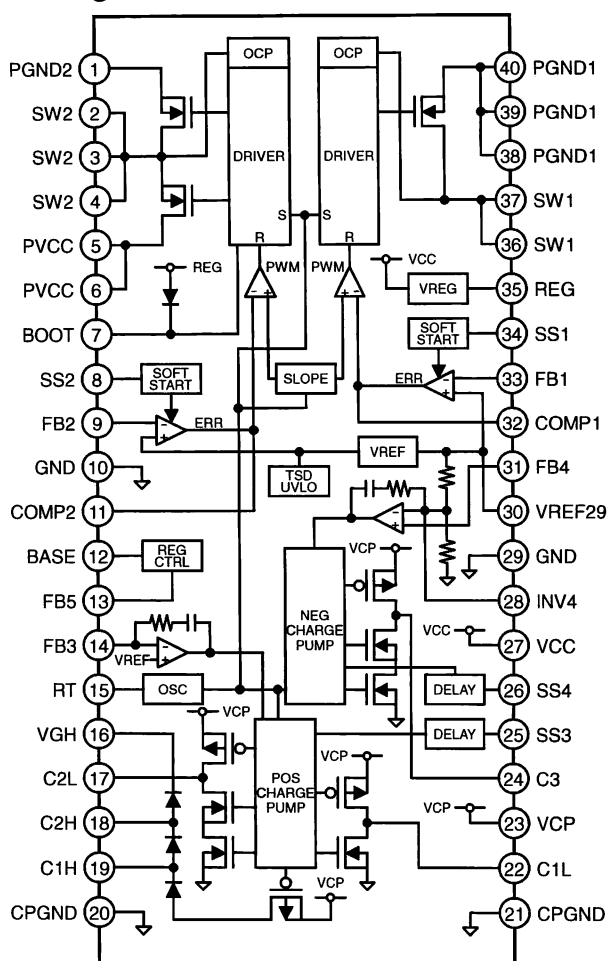 OCP
OCP
PGND2 1
40 PGND1
SW2 2
39 PGND1
SW2 3
DRIVER
DRIVER
38 PGND1
SW2 4
37 SW1
S
S
PVCC 5
36 SW1
R
R
PVCC 6
REG
PWM
PWM
VCC
VREG
35 REG
BOOT 7
SOFT
START
34 SS1
SS2 8
SOFT
START
SLOPE
ERR
33 FB1
FB2 9
ERR
32 COMP1
VREF
GND 10
TSD
UVLO
31 FB4
COMP2 11
30 VREF29
BASE 12
REG
CTRL
VCP
29 GND
FB5 13
NEG
CHARGE
PUMP
28 INV4
FB3 14
VREF
VCC
27 VCC
RT 15
OSC
DELAY
26 SS4
VGH 16
VCP
DELAY
25 SS3
C2L 17
POS
CHARGE
PUMP
VCP
24 C3
C2H 18
VCP
23 VCP
C1H 19
22 C1L
VCP
CPGND 20
21 CPGND